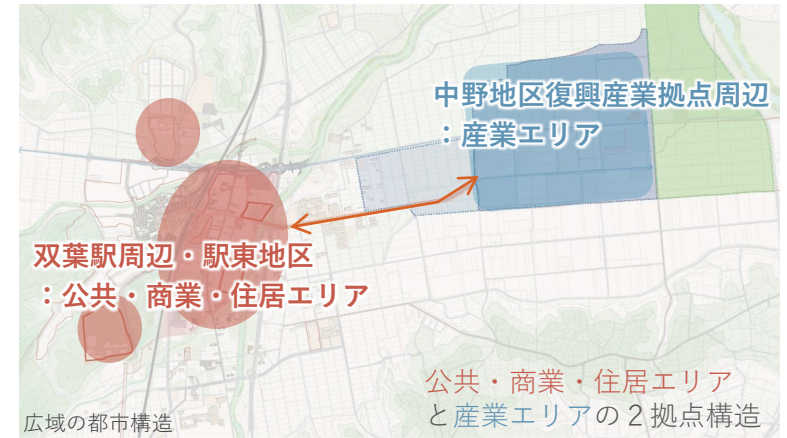 中野地区復興産業拠点周辺
：産業エリア
双葉駅周辺・駅東地区
：公共・商業・住居エリア
公共・商業・住居エリア
と産業エリアの２拠点構造
広域の都市構造